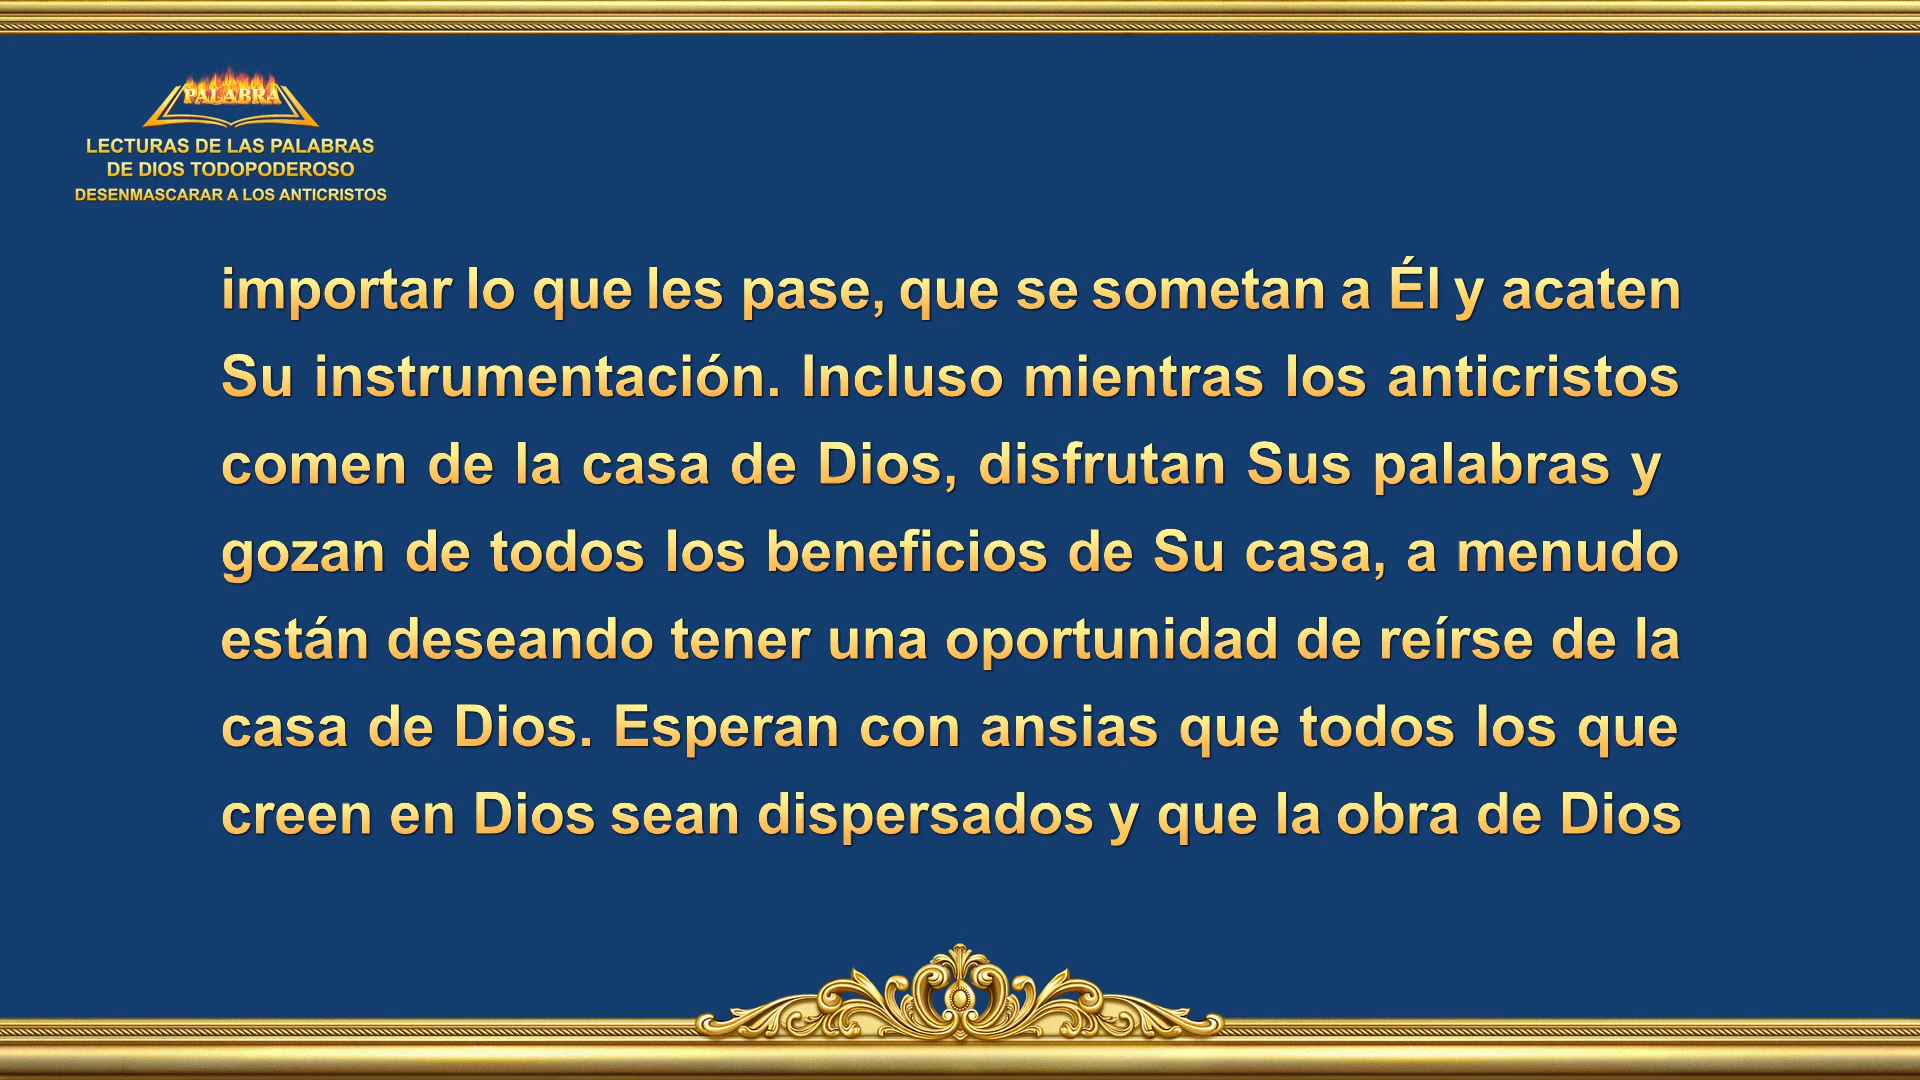 PALABRA
LECTURAS DE LAS PALABRAS
DE DIOS TODOPODEROSO
DESENMASCARAR A LOS ANTICRISTOS
importar lo que les pase, que se sometan a Él y acaten
Su instrumentación. Incluso mientras los anticristos
comen de la casa de Dios, disfrutan Sus palabras y
gozan de todos los beneficios de Su casa, a menudo
están deseando tener una oportunidad de reírse de la
casa de Dios. Esperan con ansias que todos los que
creen en Dios sean dispersados y que la obra de Dios